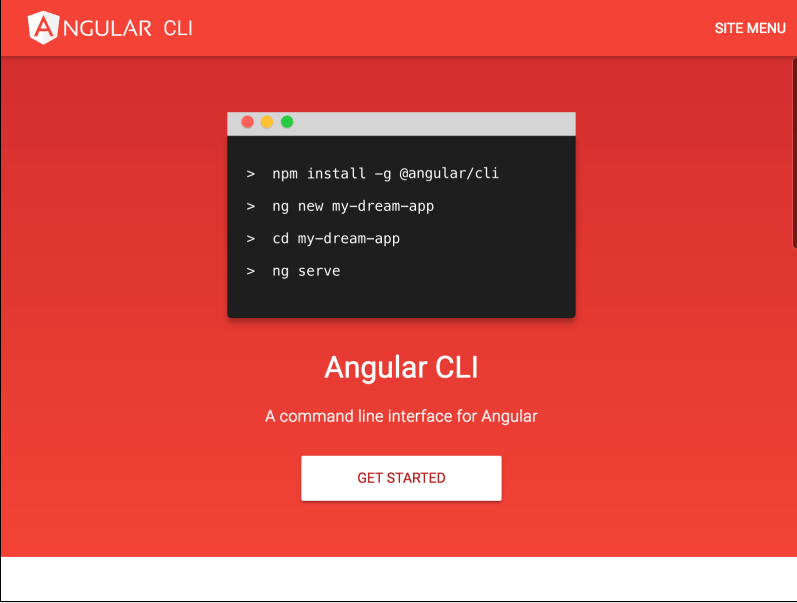 ANGULAR CLI
SITE MENU
> npm install -g @angular/cli
> ng new my-dream-app
> cd my-dream-app
> ng serve
Angular CLI
A command line interface for Angular
GET STARTED